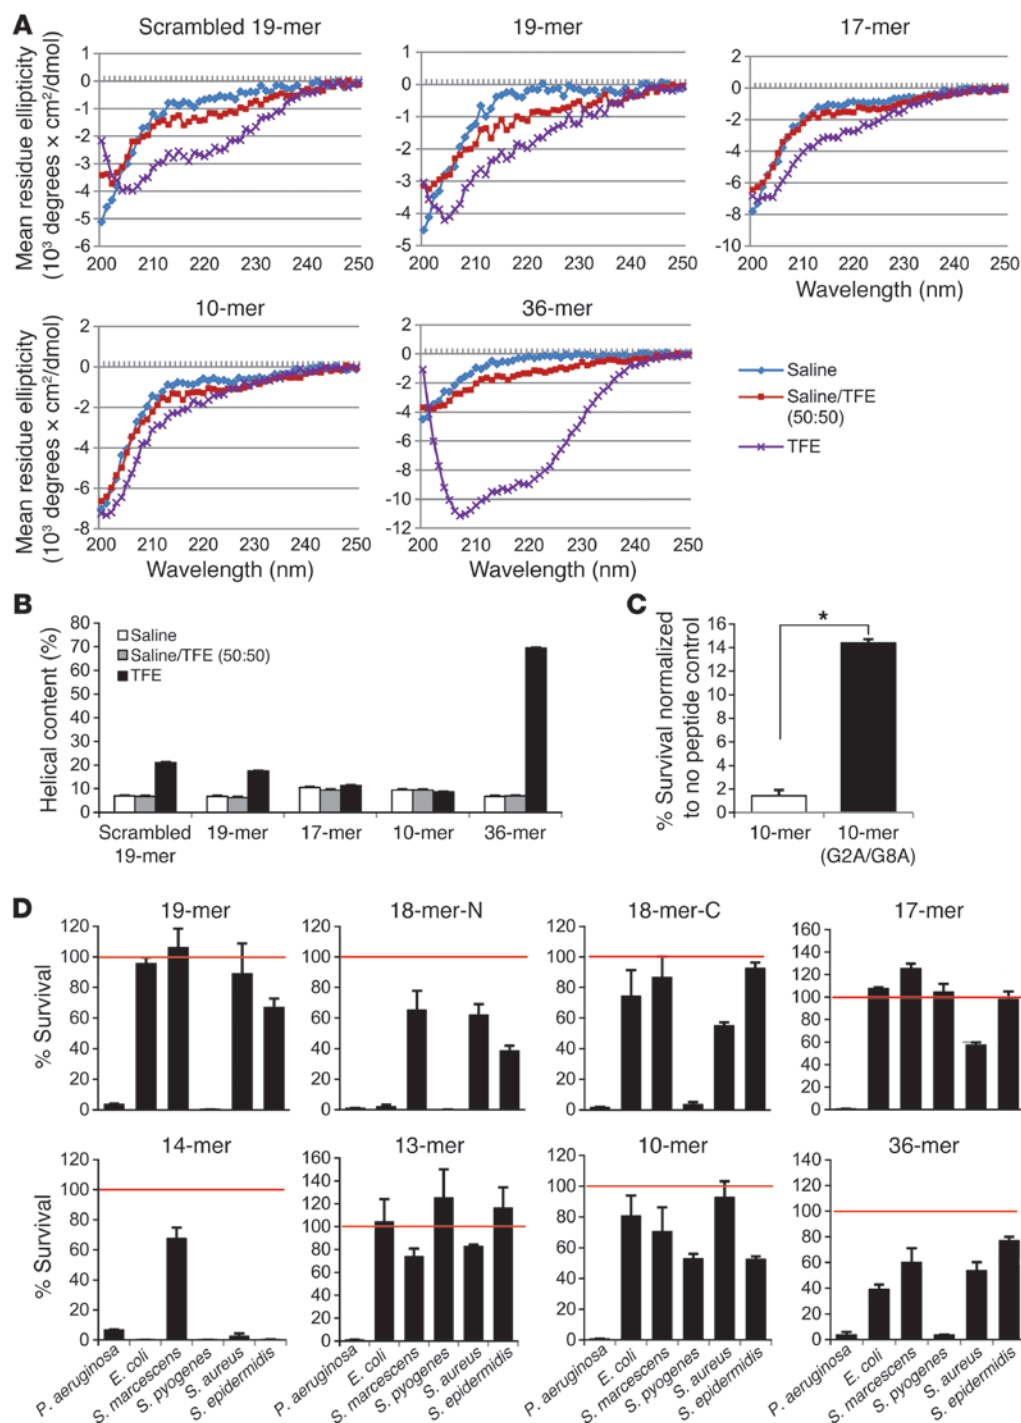 A
Scrambled 19-mer
19-mer
17-mer
Mean residue ellipticity
(10³ degrees × cm²/dmol)
1
0
-1
-2
-3
-4
-5
-6
200 210 220 230 240 250
1
0
-1
-2
-3
-4
-5
200 210 220 230 240 250
2
0
-2
-4
-6
-8
-10
200 210 220 230 240 250
Wavelength (nm)
10-mer
36-mer
Mean residue ellipticity
(10³ degrees × cm²/dmol)
2
0
-2
-4
-6
-8
200 210 220 230 240 250
Wavelength (nm)
2
0
-2
-4
-6
-8
-10
-12
200 210 220 230 240 250
Wavelength (nm)
Saline
Saline/TFE
(50:50)
TFE
B
Helical content (%)
80
70
60
50
40
30
20
10
0
Saline
Saline/TFE (50:50)
TFE
Scrambled
19-mer
19-mer
17-mer
10-mer
36-mer
C
% Survival normalized
to no peptide control
16
14
12
10
8
6
4
2
0
*
10-mer
10-mer
(G2A/G8A)
D
19-mer
18-mer-N
18-mer-C
17-mer
% Survival
120
100
80
60
40
20
0
120
100
80
60
40
20
0
120
100
80
60
40
20
0
160
140
120
100
80
60
40
20
0
14-mer
13-mer
10-mer
36-mer
% Survival
120
100
80
60
40
20
0
160
140
120
100
80
60
40
20
0
120
100
80
60
40
20
0
140
120
100
80
60
40
20
0
P. aeruginosa
E. coli
S. marcescens
S. pyogenes
S. aureus
S. epidermidis
P. aeruginosa
E. coli
S. marcescens
S. pyogenes
S. aureus
S. epidermidis
P. aeruginosa
E. coli
S. marcescens
S. pyogenes
S. aureus
S. epidermidis
P. aeruginosa
E. coli
S. marcescens
S. pyogenes
S. aureus
S. epidermidis